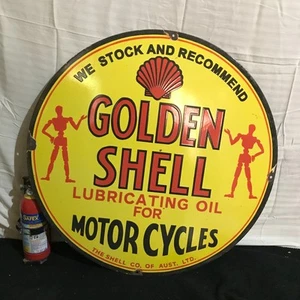 WE STOCK AND RECOMMEND
GOLDEN
SHELL
LUBRICATING OIL
FOR
MOTOR CYCLES
THE SHELL CO. OF AUST. LTD.